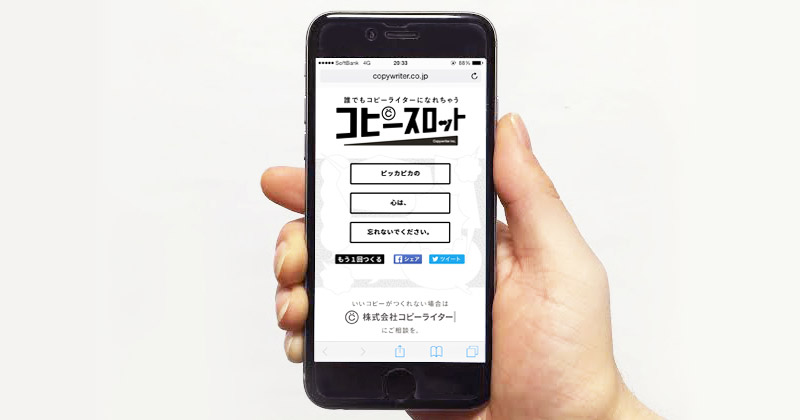 SoftBank 4G 20:33 68%
copywriter.co.jp
誰でもコピーライターになれちゃう
コピースロット
Copywriter Inc.
ピッカピカの
心は、
忘れないでください。
もう1回つくる シェア ツイート
いいコピーがつくれない場合は
株式会社コピーライター
にご相談を。